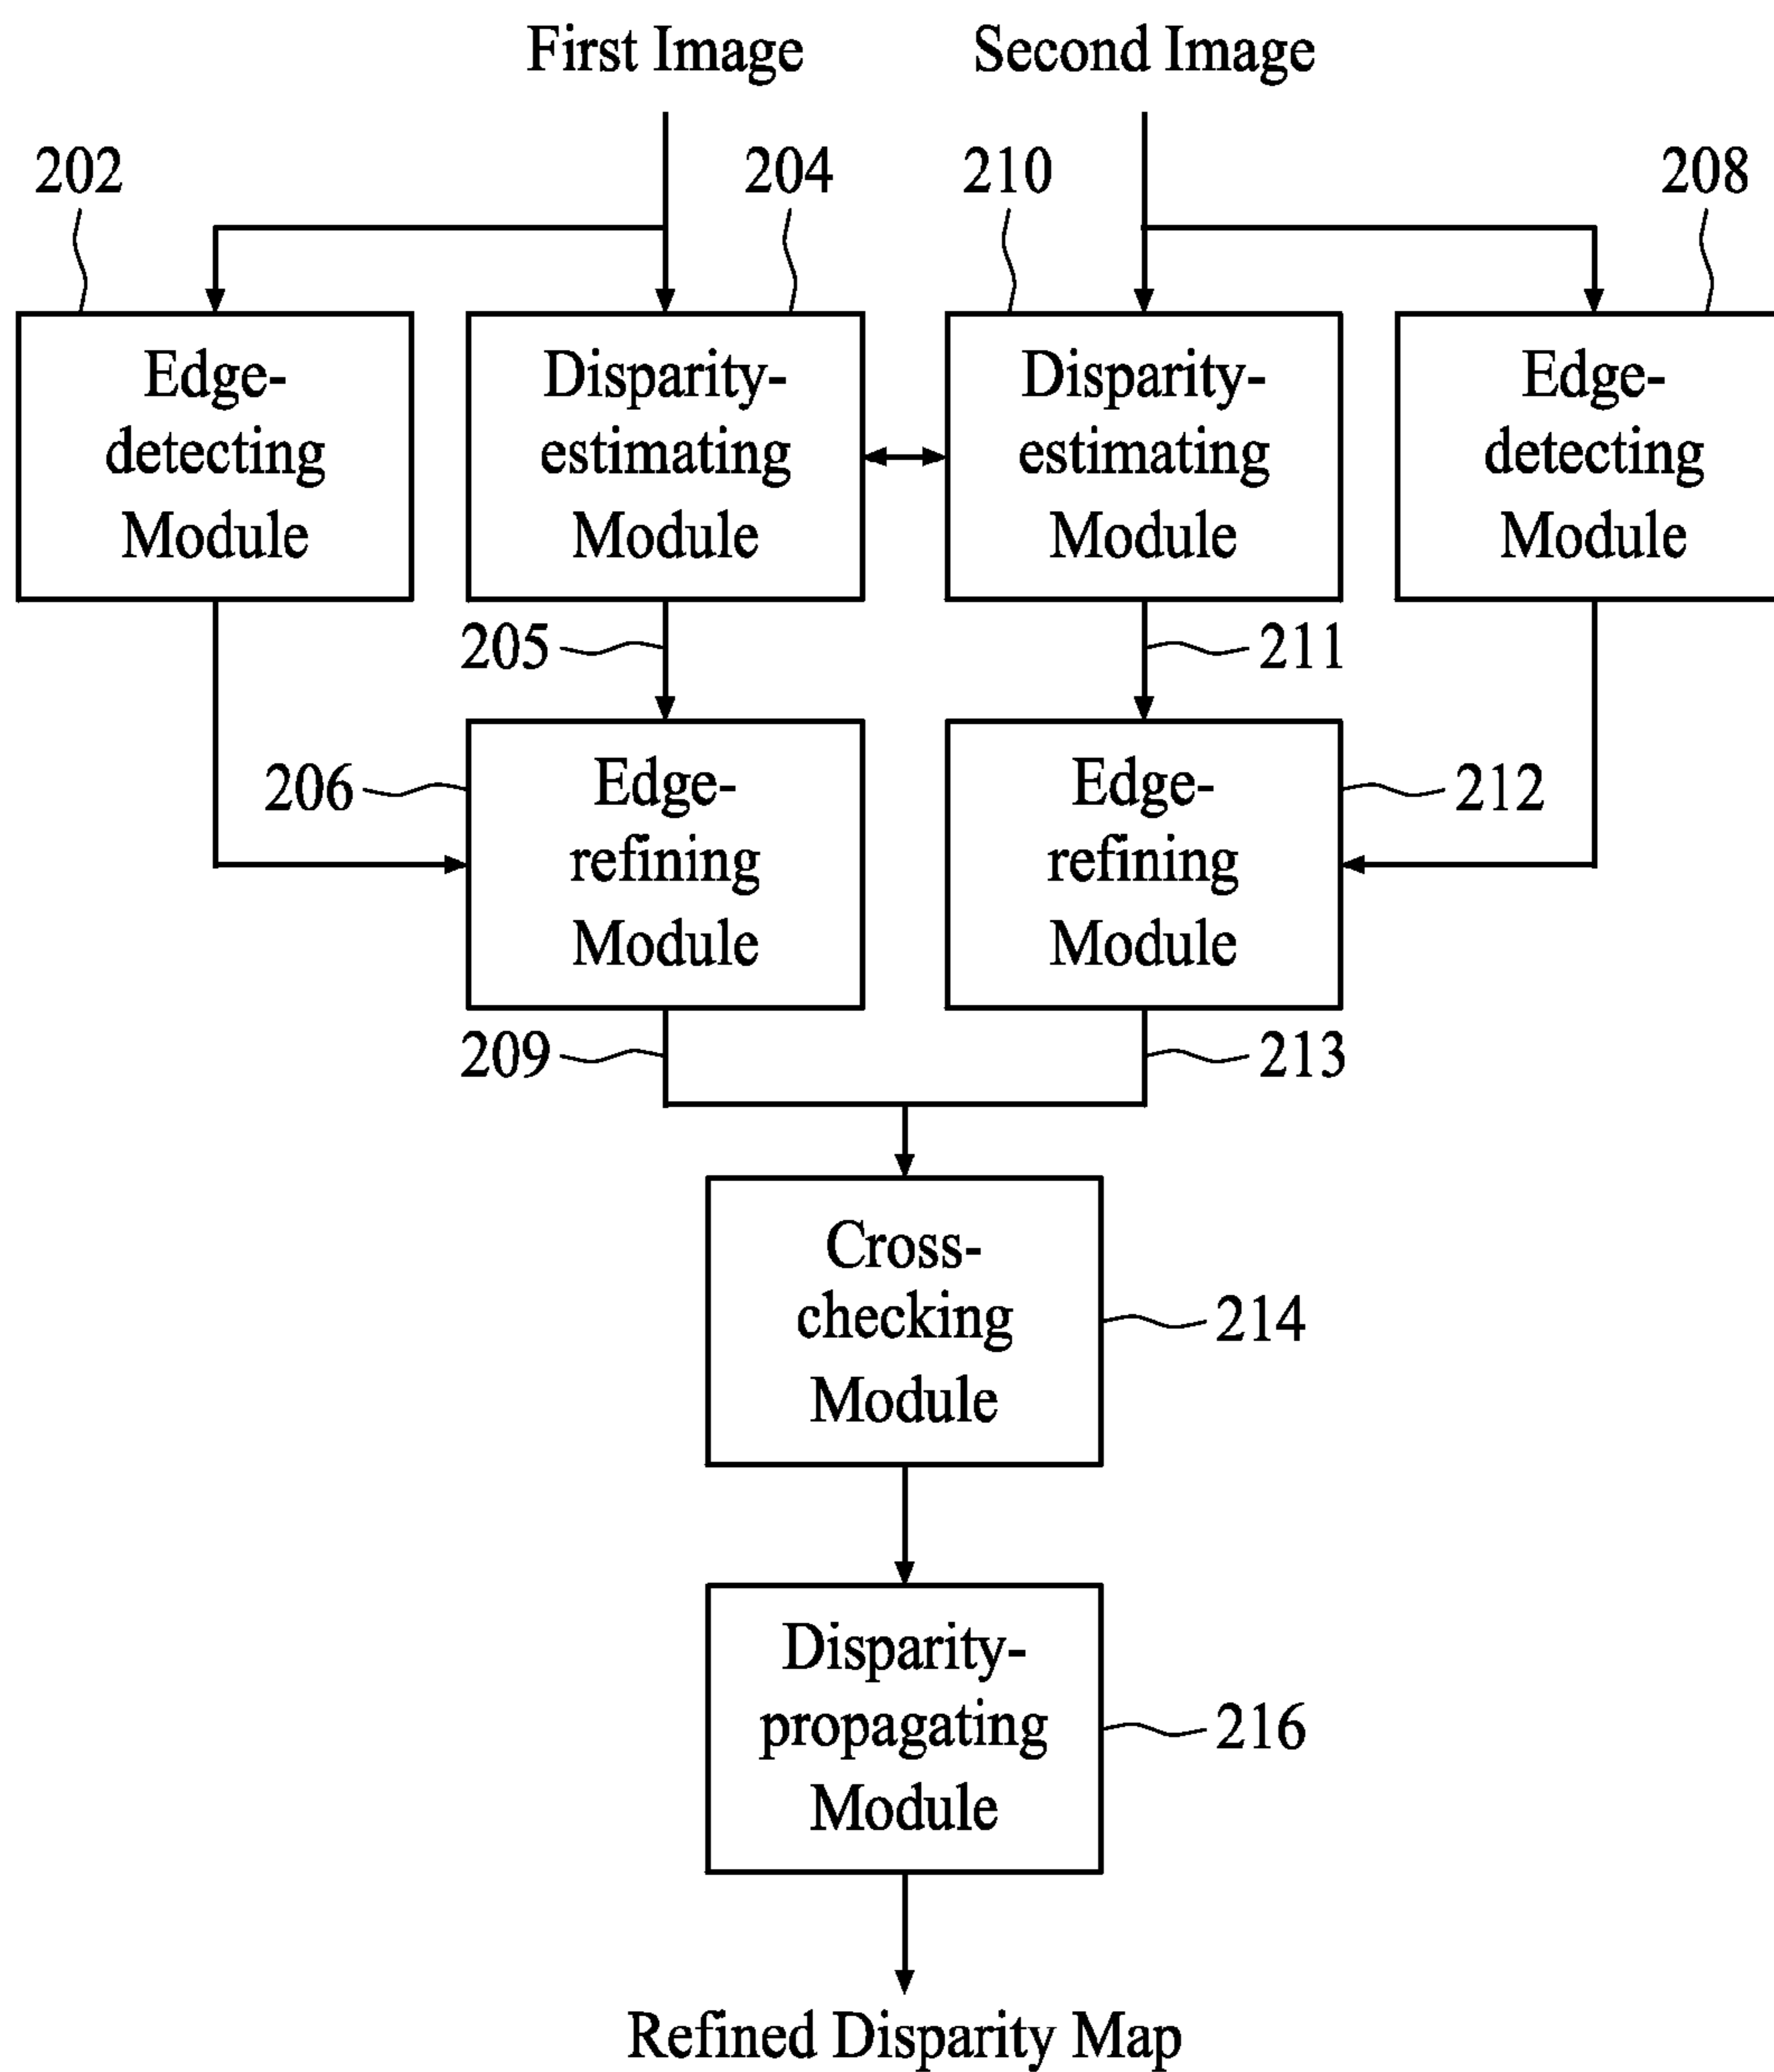 First Image
Second Image
202
204
210
208
Edge-
detecting
Module
Disparity-
estimating
Module
Disparity-
estimating
Module
Edge-
detecting
Module
205
211
206
Edge-
refining
Module
Edge-
refining
Module
212
209
213
Cross-
checking
Module
214
Disparity-
propagating
Module
216
Refined Disparity Map